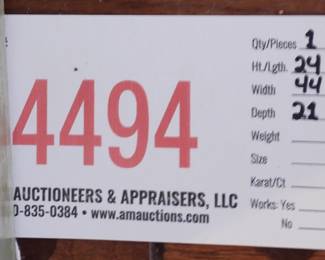 4494
AUCTIONEERS & APPRAISERS, LLC
0-835-0384 • www.amauctions.com
Qty/Pieces 1
Ht./Lgth. 24
Width 44
Depth 21
Weight
Size
Karat/Ct
Works: Yes
No